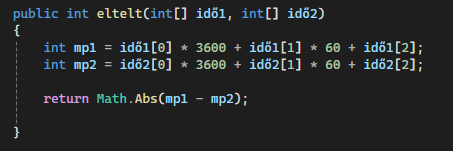 public int eltelt(int[] idő1, int[] idő2)
{
int mp1 = idő1[0] * 3600 + idő1[1] * 60 + idő1[2];
int mp2 = idő2[0] * 3600 + idő2[1] * 60 + idő2[2];
return Math.Abs(mp1 - mp2);
}